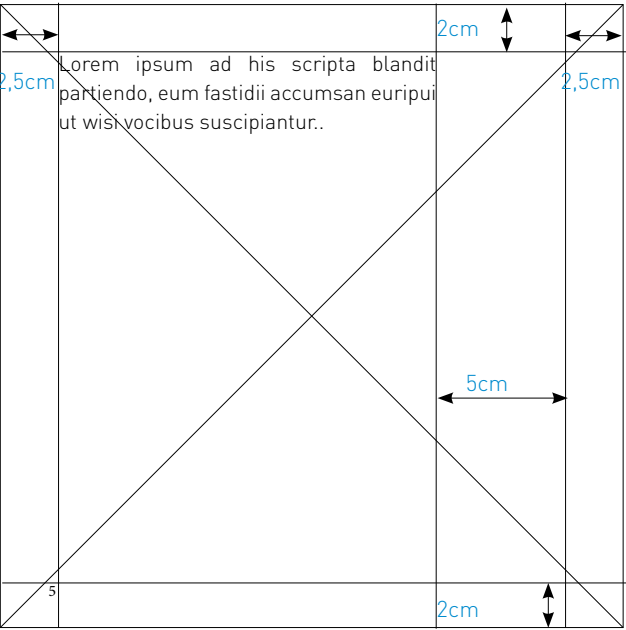 2cm
2,5cm
2,5cm
Lorem ipsum ad his scripta blandit
partiendo, eum fastidii accumsan euripui
ut wisi vocibus suscipiantur..
5cm
5
2cm